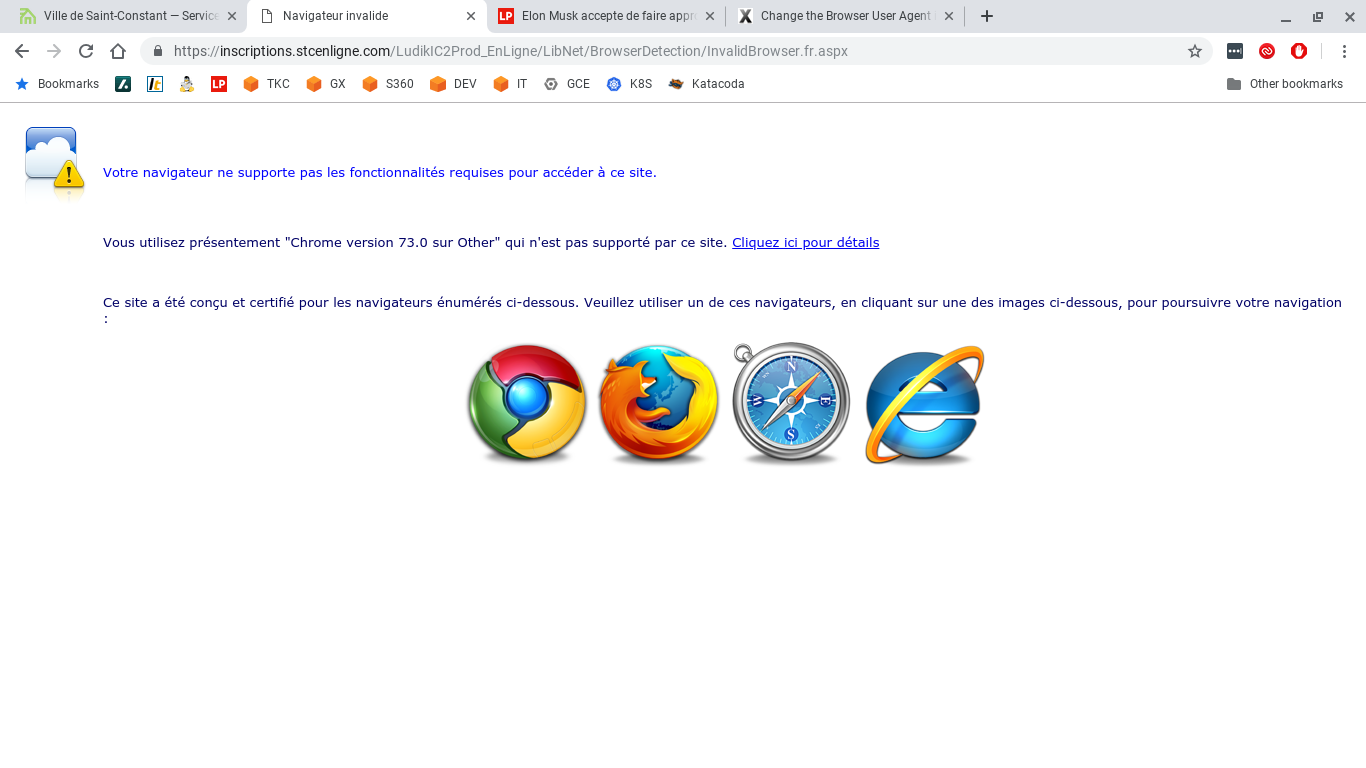 Ville de Saint-Constant — Service
Navigateur invalide
LP
Elon Musk accepte de faire appr
X
Change the Browser User Agent
https://inscriptions.stcenligne.com/LudikIC2Prod_EnLigne/LibNet/BrowserDetection/InvalidBrowser.fr.aspx
Bookmarks
LP
TKC
GX
S360
DEV
IT
GCE
K8S
Katacoda
Other bookmarks
Votre navigateur ne supporte pas les fonctionnalités requises pour accéder à ce site.
Vous utilisez présentement "Chrome version 73.0 sur Other" qui n'est pas supporté par ce site. Cliquez ici pour détails
Ce site a été conçu et certifié pour les navigateurs énumérés ci-dessous. Veuillez utiliser un de ces navigateurs, en cliquant sur une des images ci-dessous, pour poursuivre votre navigation
:
N
W
E
S